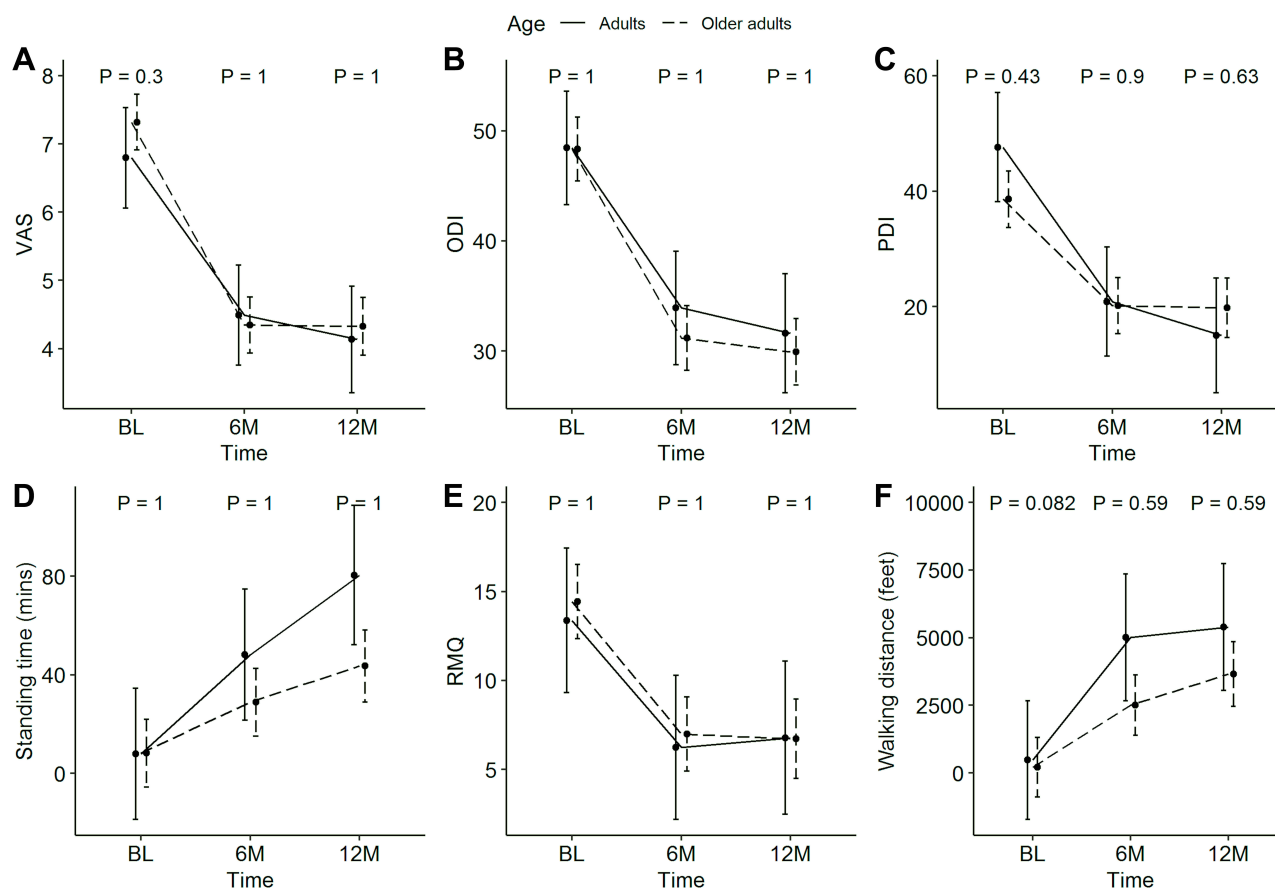 Age Adults Older adults
A
P = 0.3 P = 1 P = 1
8
7
6
5
4
VAS
BL 6M 12M
Time
B
P = 1 P = 1 P = 1
50
40
30
ODI
BL 6M 12M
Time
C
P = 0.43 P = 0.9 P = 0.63
60
40
20
PDI
BL 6M 12M
Time
D
P = 1 P = 1 P = 1
80
40
0
Standing time (mins)
BL 6M 12M
Time
E
P = 1 P = 1 P = 1
20
15
10
5
RMQ
BL 6M 12M
Time
F
P = 0.082 P = 0.59 P = 0.59
10000
7500
5000
2500
0
Walking distance (feet)
BL 6M 12M
Time